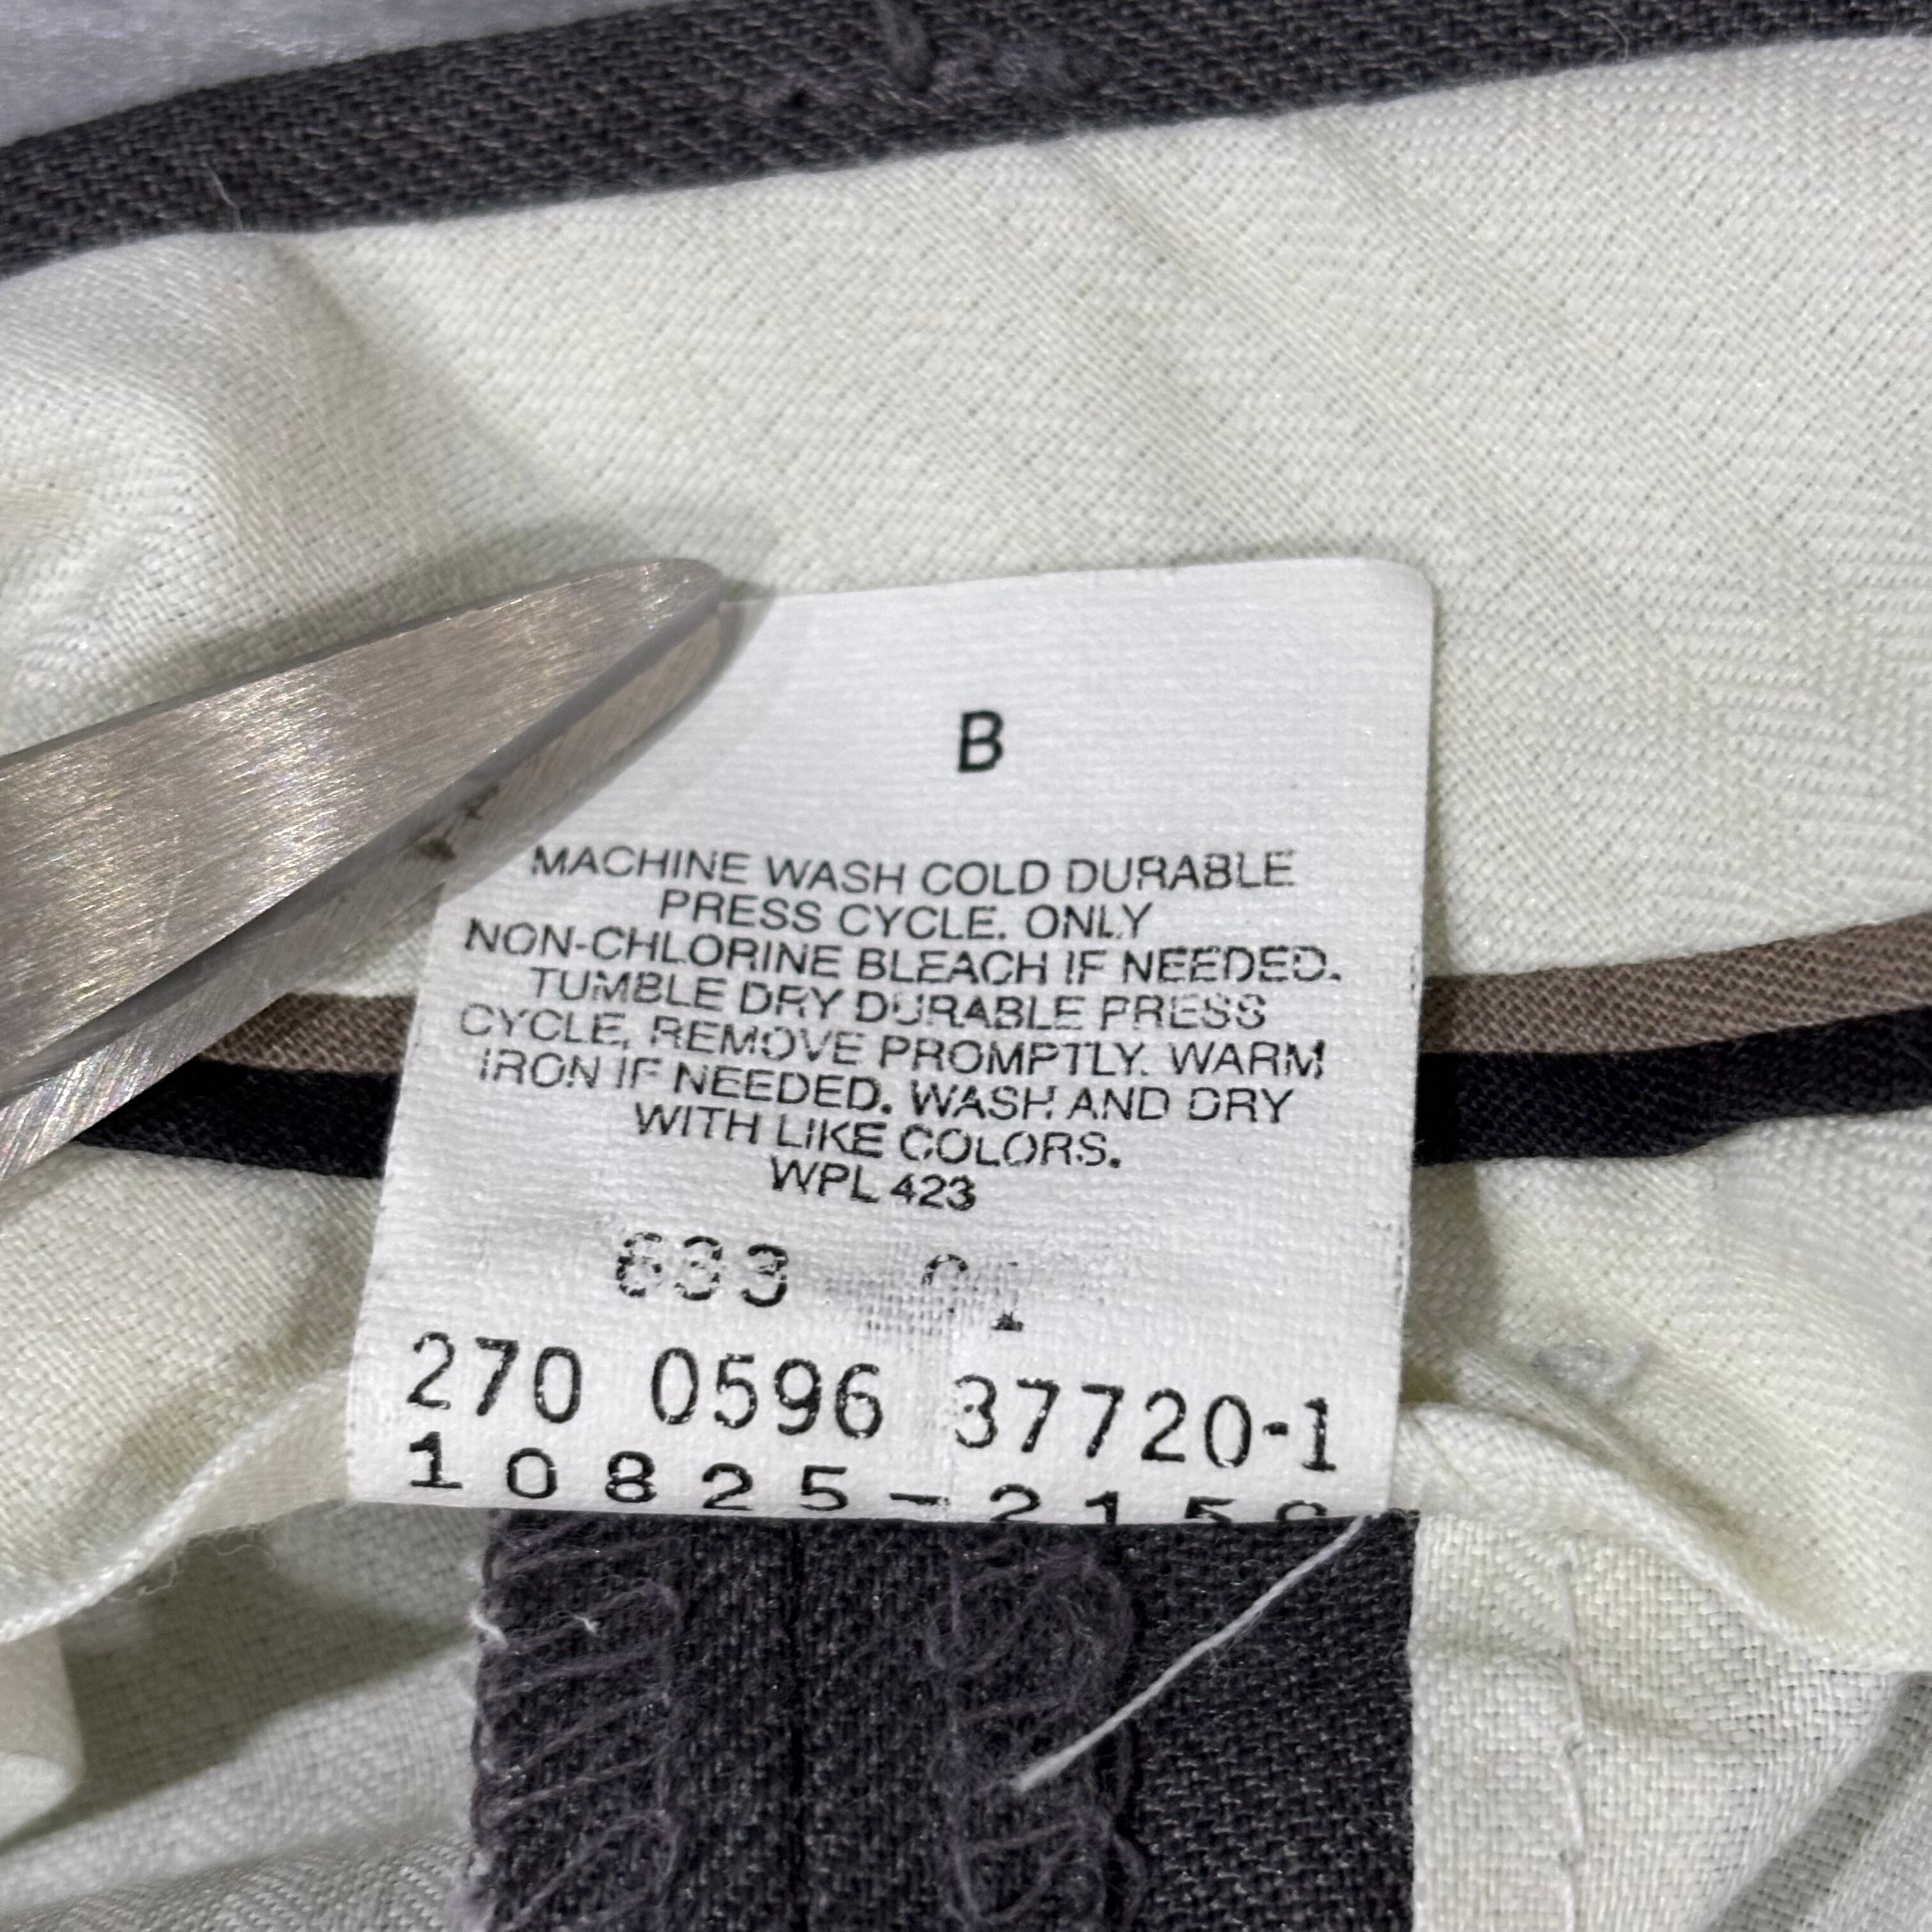 B
MACHINE WASH COLD DURABLE
PRESS CYCLE. ONLY
NON-CHLORINE BLEACH IF NEEDED.
TUMBLE DRY DURABLE PRESS
CYCLE, REMOVE PROMPTLY. WARM
IRON IF NEEDED. WASH AND DRY
WITH LIKE COLORS.
WPL 423
270 0596 37720-1